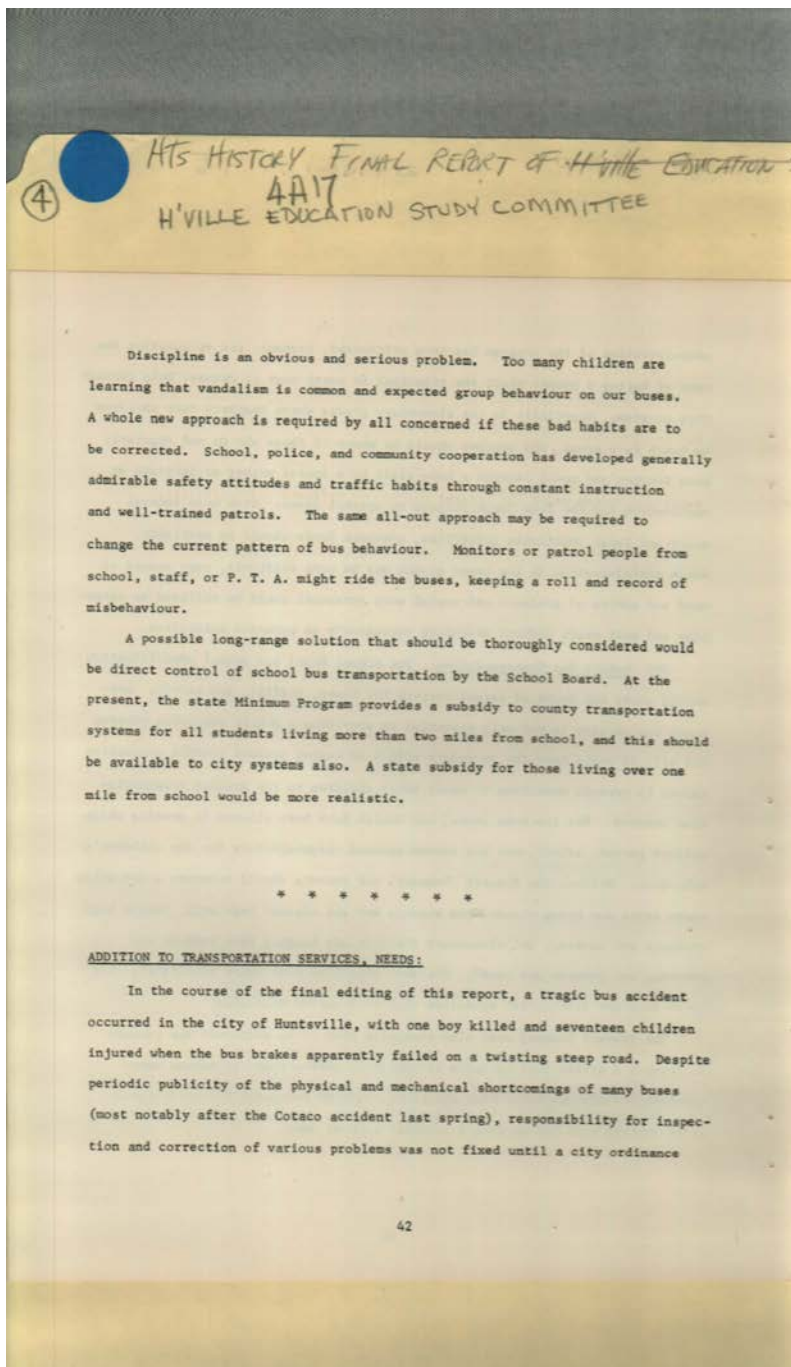 HTS HISTORY FINAL REPORT OF H'ville EDUCATION
4A17
④ H'VILLE EDUCATION STUDY COMMITTEE
Discipline is an obvious and serious problem. Too many children are
learning that vandalism is common and expected group behaviour on our buses.
A whole new approach is required by all concerned if these bad habits are to
be corrected. School, police, and community cooperation has developed generally
admirable safety attitudes and traffic habits through constant instruction
and well-trained patrols. The same all-out approach may be required to
change the current pattern of bus behaviour. Monitors or patrol people from
school, staff, or P. T. A. might ride the buses, keeping a roll and record of
misbehaviour.
A possible long-range solution that should be thoroughly considered would
be direct control of school bus transportation by the School Board. At the
present, the state Minimum Program provides a subsidy to county transportation
systems for all students living more than two miles from school, and this should
be available to city systems also. A state subsidy for those living over one
mile from school would be more realistic.
* * * * * * *
ADDITION TO TRANSPORTATION SERVICES, NEEDS:
In the course of the final editing of this report, a tragic bus accident
occurred in the city of Huntsville, with one boy killed and seventeen children
injured when the bus brakes apparently failed on a twisting steep road. Despite
periodic publicity of the physical and mechanical shortcomings of many buses
(most notably after the Cotaco accident last spring), responsibility for inspec-
tion and correction of various problems was not fixed until a city ordinance
42